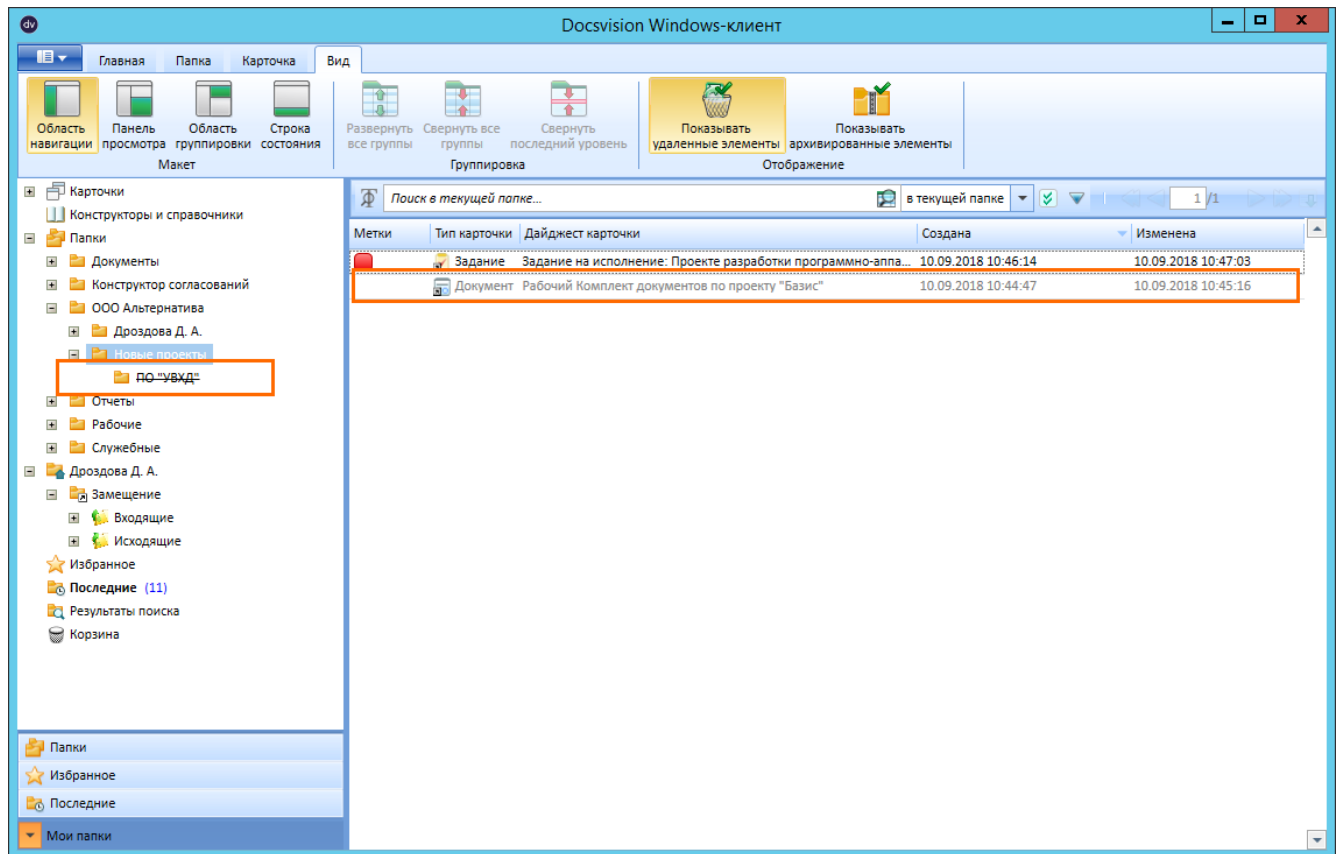 dv
Docsvision Windows-клиент
Главная Папка Карточка Вид
Область навигации
Панель просмотра
Область группировки
Строка состояния
Макет
Развернуть все группы
Свернуть все группы
Свернуть последний уровень
Группировка
Показывать удаленные элементы
Показывать архивированные элементы
Отображение
Карточки
Конструкторы и справочники
Папки
Документы
Конструктор согласований
ООО Альтернатива
Дроздова Д. А.
Новые проекты
ПО "УВХД"
Отчеты
Рабочие
Служебные
Дроздова Д. А.
Замещение
Входящие
Исходящие
Избранное
Последние (11)
Результаты поиска
Корзина
Папки
Избранное
Последние
Мои папки
Поиск в текущей папке... в текущей папке 1 /1
Метки Тип карточки Дайджест карточки Создана Изменена
Задание Задание на исполнение: Проекте разработки программно-аппа... 10.09.2018 10:46:14 10.09.2018 10:47:03
Документ Рабочий Комплект документов по проекту "Базис" 10.09.2018 10:44:47 10.09.2018 10:45:16